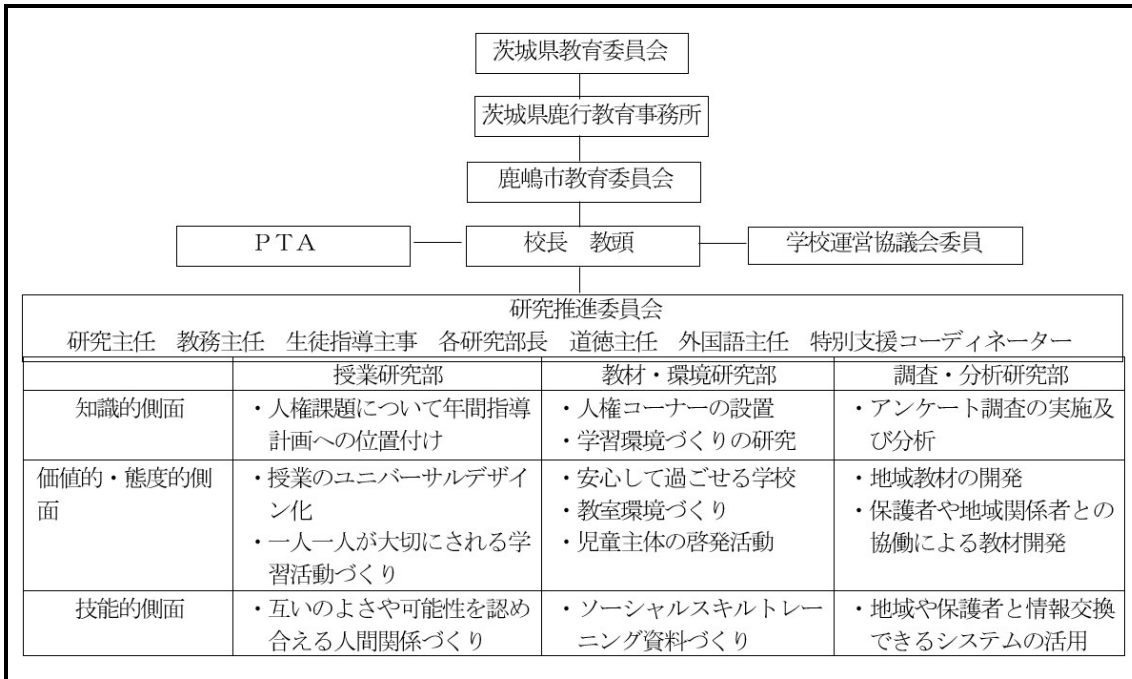 茨城県教育委員会
茨城県鹿行教育事務所
鹿嶋市教育委員会
ＰＴＡ
校長　教頭
学校運営協議会委員
研究推進委員会
研究主任　教務主任　生徒指導主事　各研究部長　道徳主任　外国語主任　特別支援コーディネーター
授業研究部
教材・環境研究部
調査・分析研究部
知識的側面
・人権課題について年間指導
計画への位置付け
・人権コーナーの設置
・学習環境づくりの研究
・アンケート調査の実施及
び分析
価値的・態度的側
面
・授業のユニバーサルデザイ
ン化
・一人一人が大切にされる学
習活動づくり
・安心して過ごせる学校
・教室環境づくり
・児童主体の啓発活動
・地域教材の開発
・保護者や地域関係者との
協働による教材開発
技能的側面
・互いのよさや可能性を認め
合える人間関係づくり
・ソーシャルスキルトレー
ニング資料づくり
・地域や保護者と情報交換
できるシステムの活用